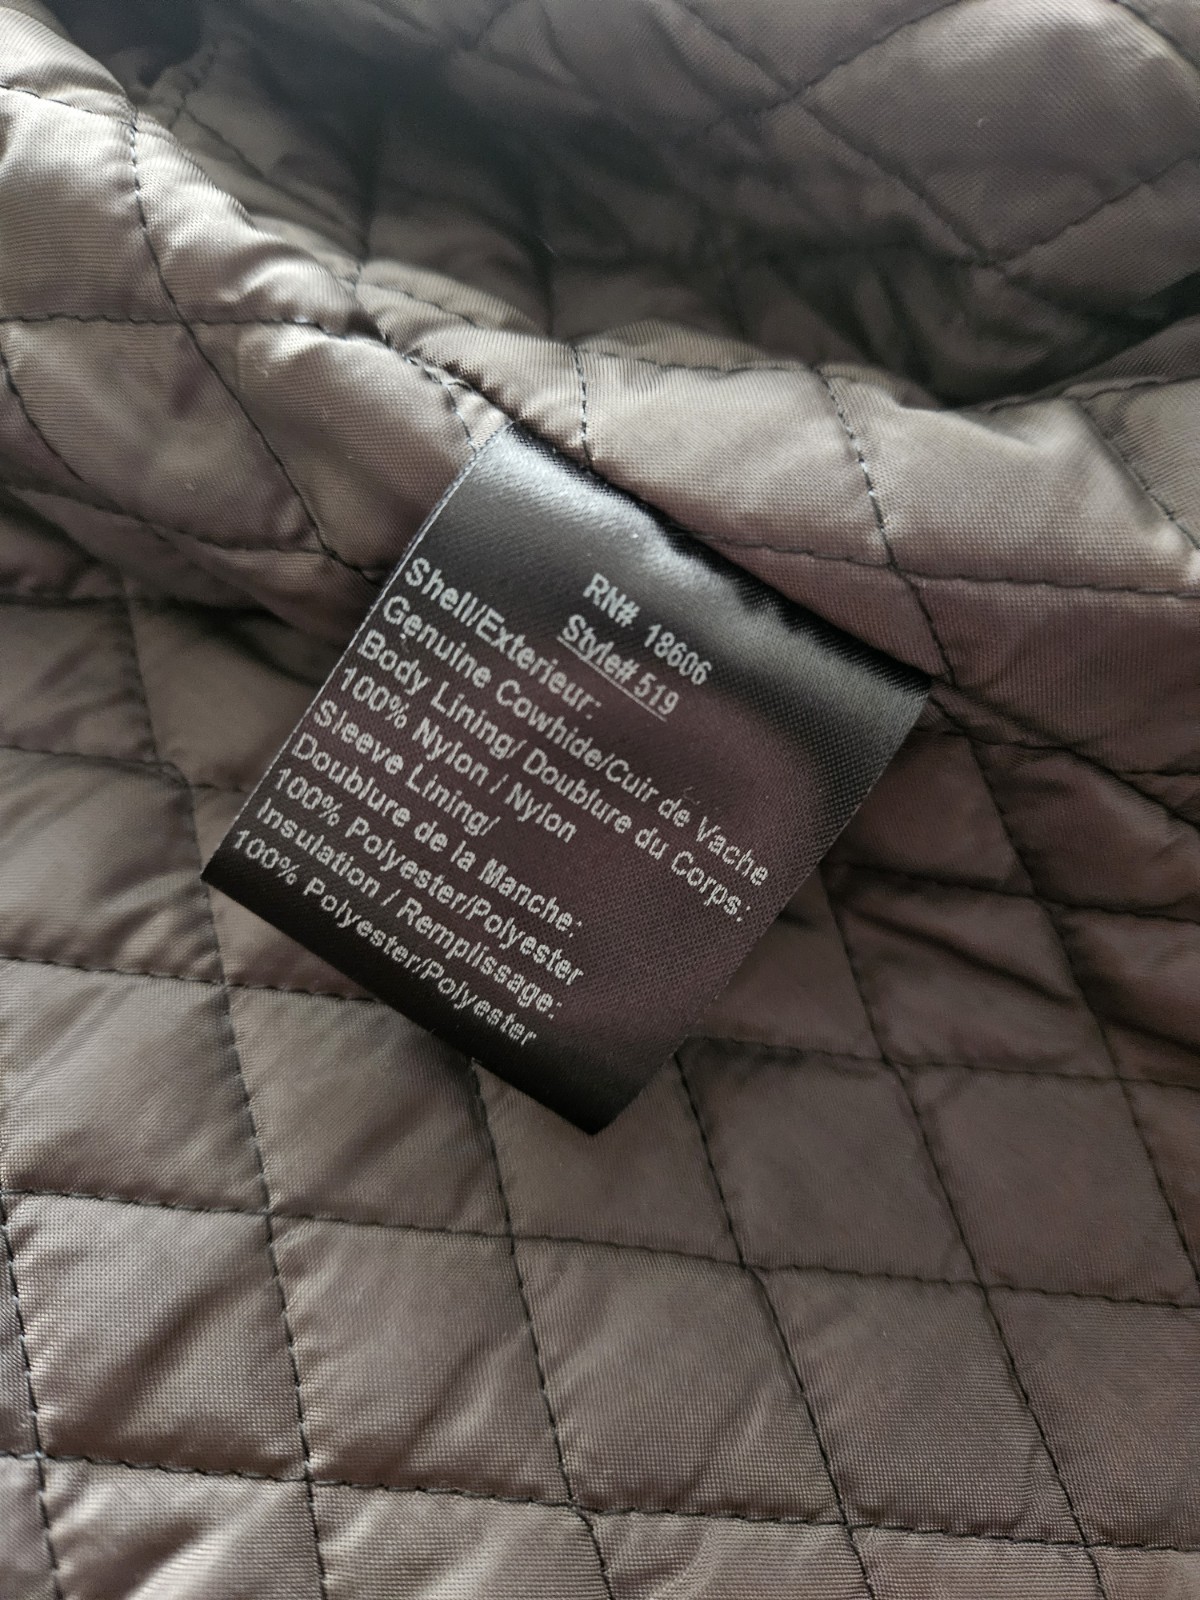 RN# 18606
Style# 519
Shell/Exterieur:
Genuine Cowhide/Cuir de Vache
Body Lining/ Doublure du Corps:
100% Nylon / Nylon
Sleeve Lining/
Doublure de la Manche:
100% Polyester/Polyester
Insulation / Remplissage:
100% Polyester/Polyester